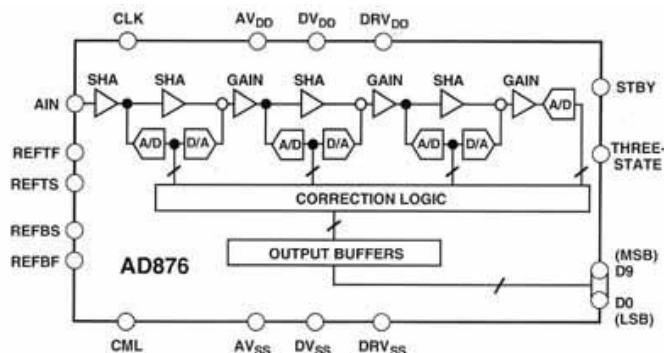 CLK AVDD DVDD DRVDD
SHA SHA GAIN SHA GAIN SHA GAIN
STBY
AIN
A/D
A/D D/A A/D D/A A/D D/A
REFTF
THREE-
STATE
REFTS
CORRECTION LOGIC
REFBS
OUTPUT BUFFERS
(MSB)
REFBF
AD876
D9
D0
(LSB)
CML AVSS DVSS DRVSS